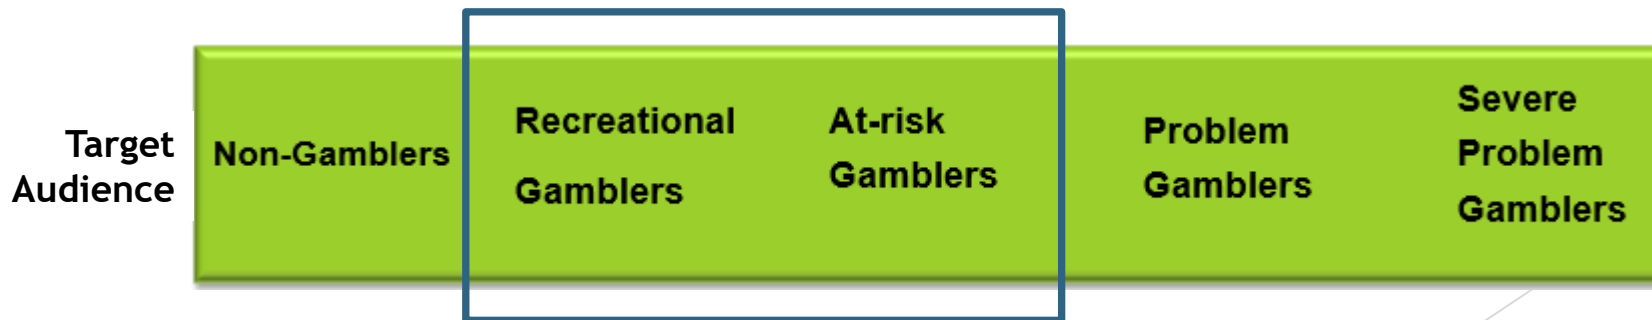 Target
Audience
Non-Gamblers
Recreational
Gamblers
At-risk
Gamblers
Problem
Gamblers
Severe
Problem
Gamblers